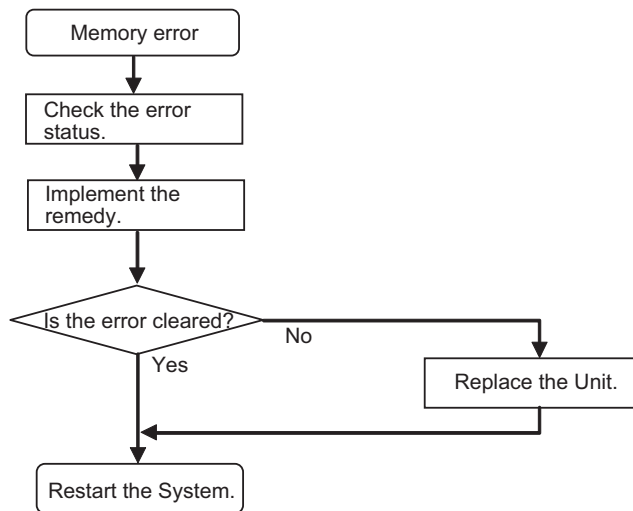 Memory error
Check the error
status.
Implement the
remedy.
Is the error cleared?
No
Yes
Replace the Unit.
Restart the System.